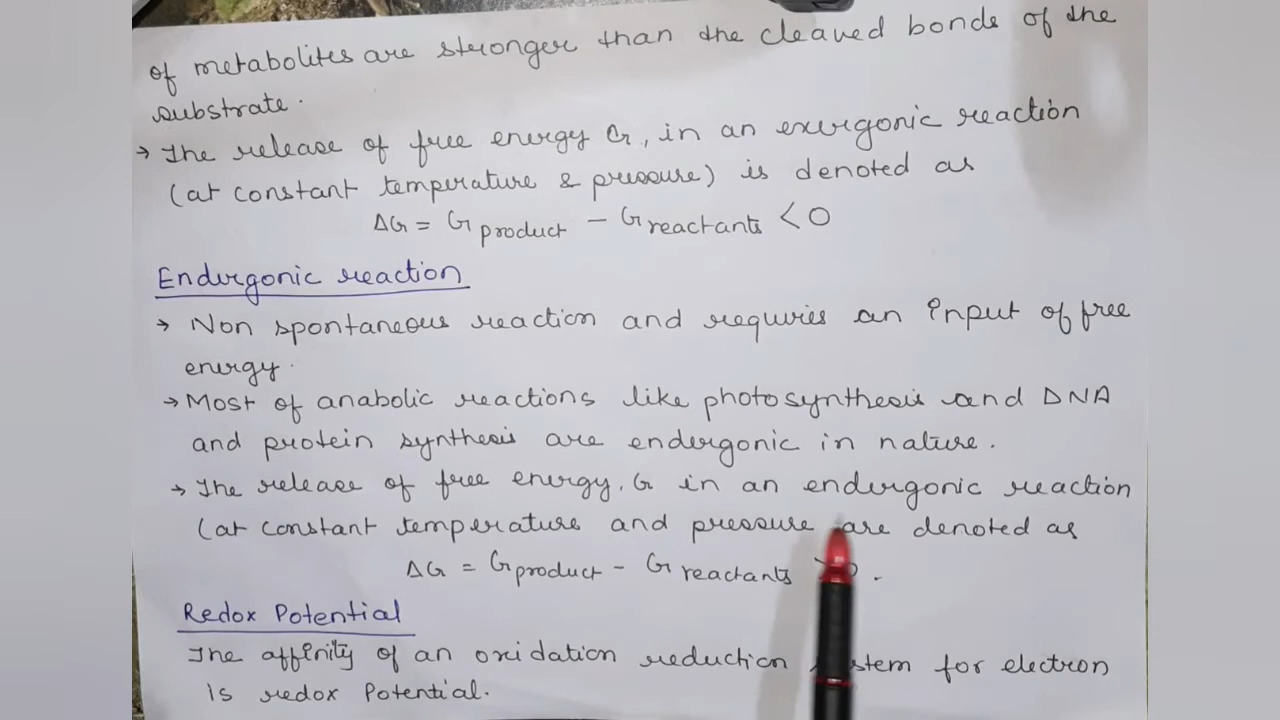 of metabolites are stronger than the cleaved bonds of the
substrate.
→ The release of free energy G, in an exergonic reaction
(at constant temperature & pressure) is denoted as
ΔG = G product - G reactants < 0
Endergonic reaction
→ Non spontaneous reaction and requires an Input of free
energy.
→ Most of anabolic reactions like photosynthesis and DNA
and protein synthesis are endergonic in nature.
→ The release of free energy, G in an endergonic reaction
(at constant temperature and pressure are denoted as
ΔG = G product - G reactants
Redox Potential
The affinity of an oxidation reduction system for electron
Is redox Potential.